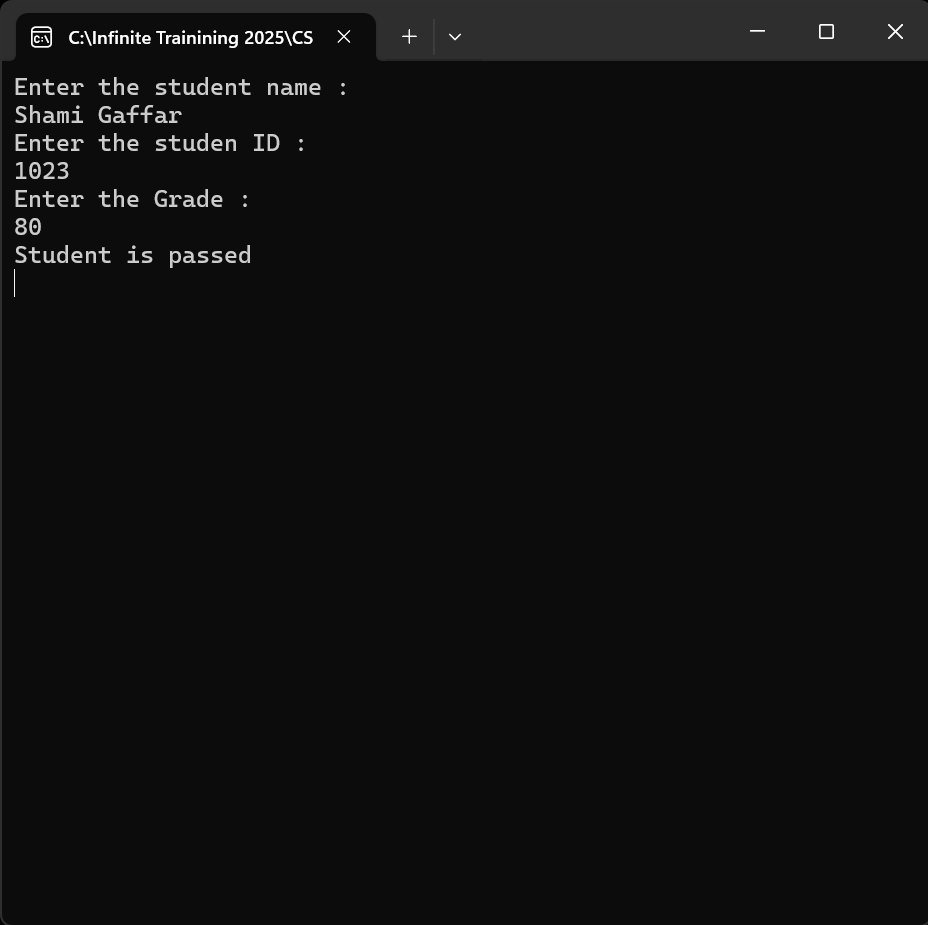 C:\Infinite Trainining 2025\CS
Enter the student name :
Shami Gaffar
Enter the studen ID :
1023
Enter the Grade :
80
Student is passed